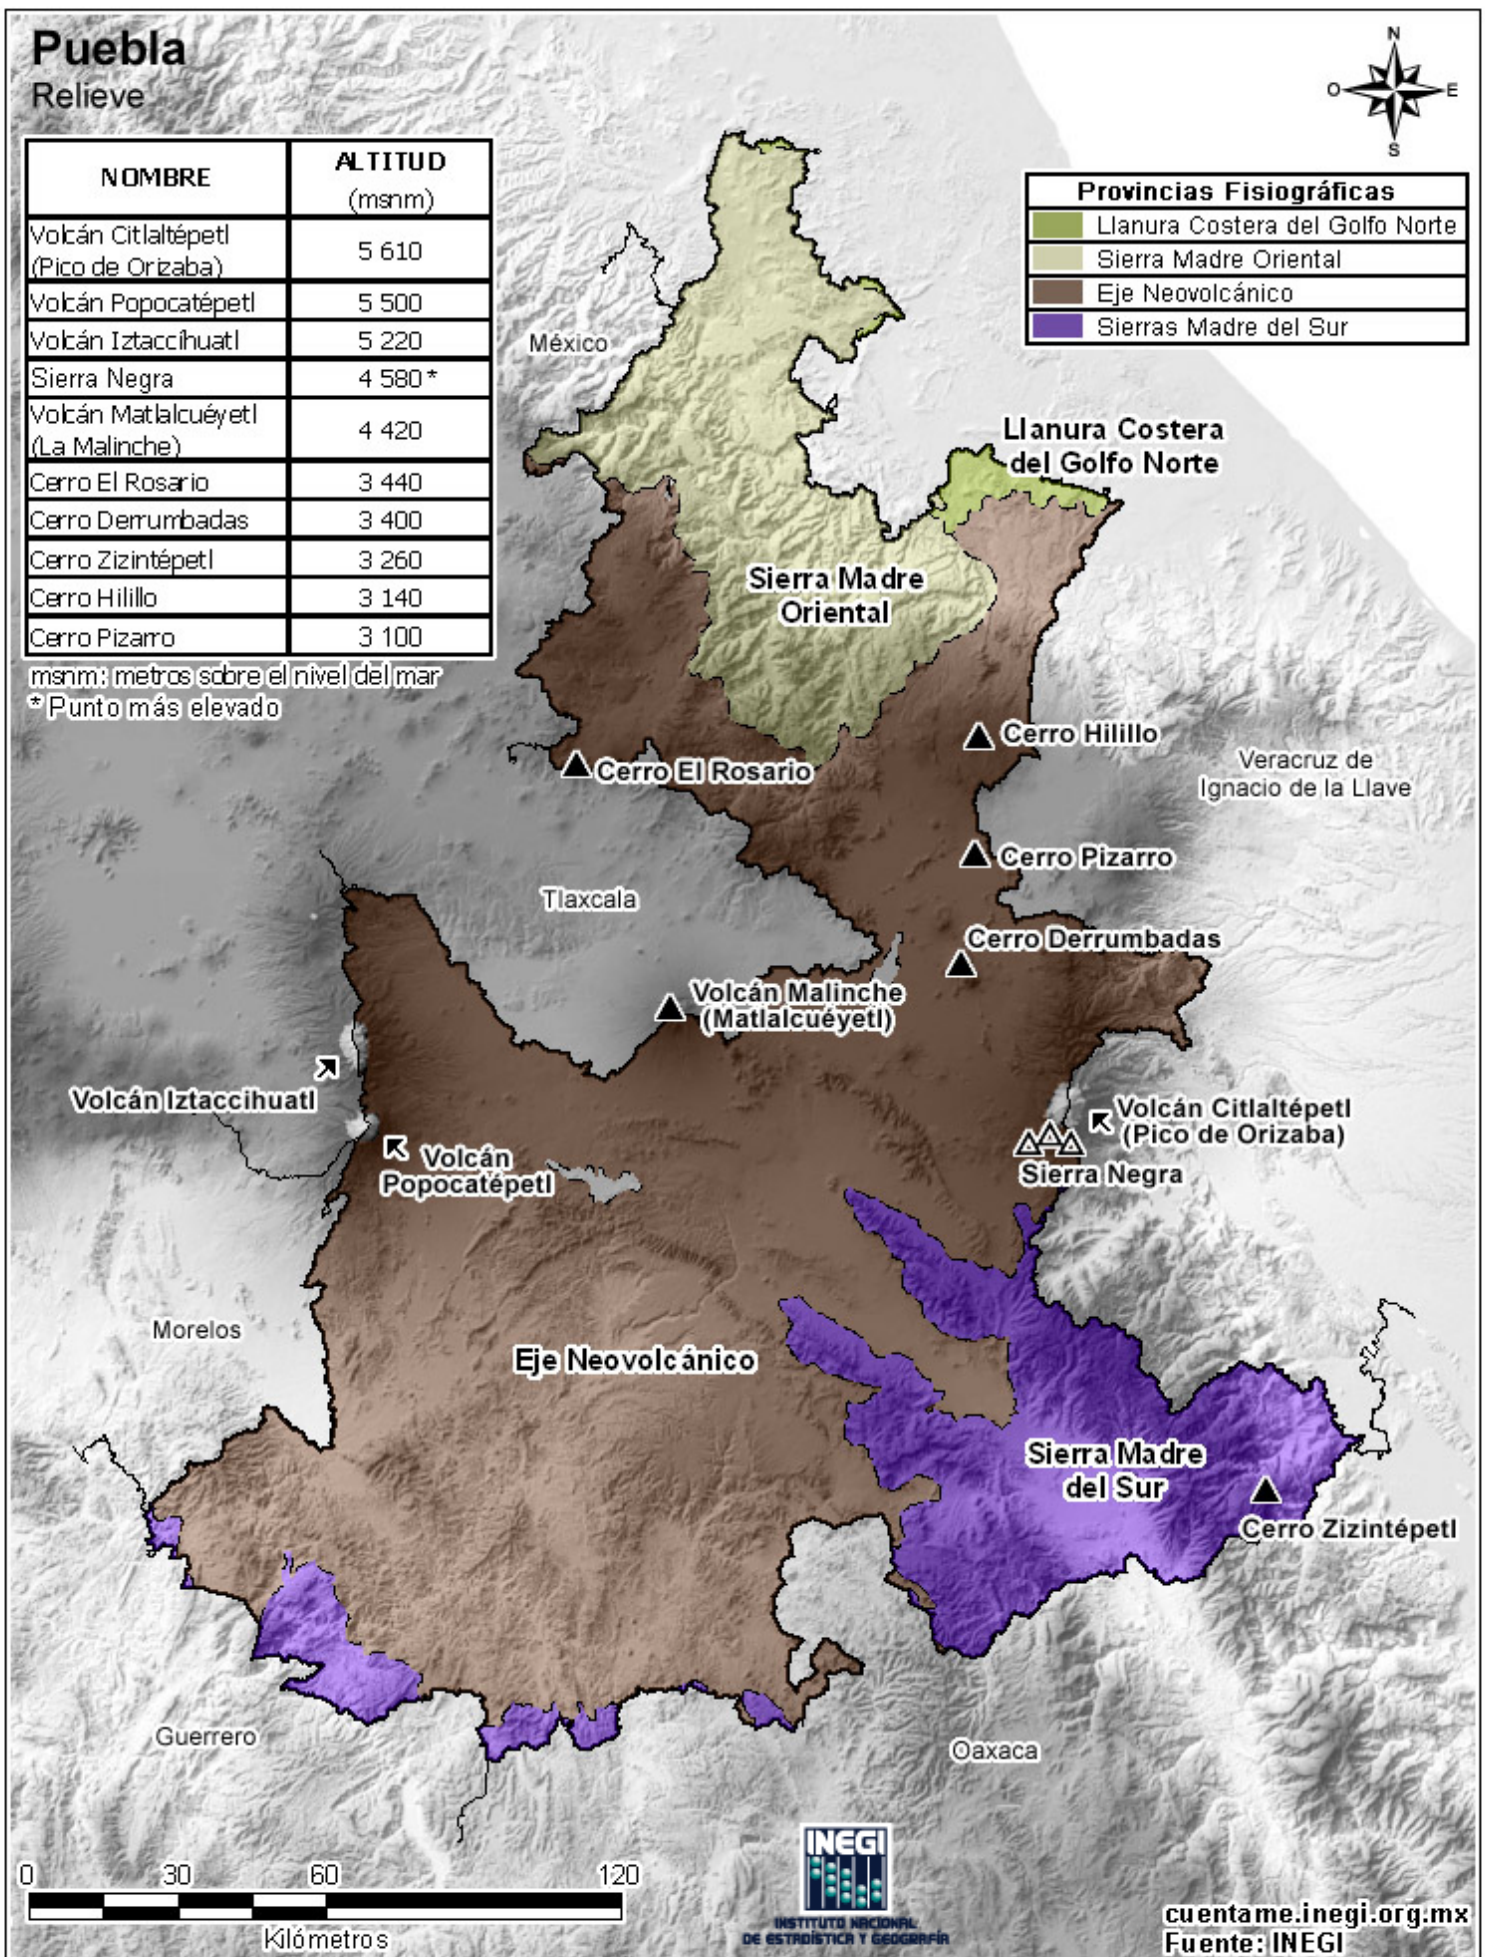 Puebla
Relieve
N
O
E
S
NOMBRE
ALTITUD
(msnm)
Volcán Citlaltépetl
(Pico de Orizaba)
5 610
Volcán Popocatépetl
5 500
Volcán Iztaccíhuatl
5 220
Sierra Negra
4 580*
Volcán Matlalcuéyetl
(La Malinche)
4 420
Cerro El Rosario
3 440
Cerro Derrumbadas
3 400
Cerro Zizintépetl
3 260
Cerro Hilillo
3 140
Cerro Pizarro
3 100
msnm: metros sobre el nivel del mar
* Punto más elevado
Provincias Fisiográficas
Llanura Costera del Golfo Norte
Sierra Madre Oriental
Eje Neovolcánico
Sierras Madre del Sur
México
Llanura Costera
del Golfo Norte
Sierra Madre
Oriental
Cerro Hilillo
Cerro El Rosario
Veracruz de
Ignacio de la Llave
Cerro Pizarro
Tlaxcala
Cerro Derrumbadas
Volcán Malinche
(Matlalcuéyetl)
Volcán Iztaccihuatl
Volcán Citlaltépetl
(Pico de Orizaba)
Volcán
Popocatépetl
Sierra Negra
Morelos
Eje Neovolcánico
Sierra Madre
del Sur
Cerro Zizintépetl
Guerrero
Oaxaca
0 30 60 120
Kilómetros
INEGI
INSTITUTO NACIONAL
DE ESTADÍSTICA Y GEOGRAFÍA
cuentame.inegi.org.mx
Fuente: INEGI